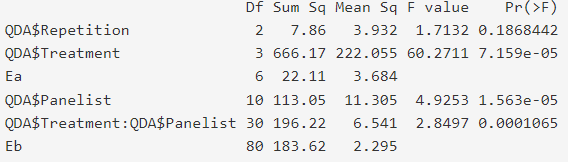 Df Sum Sq Mean Sq F value Pr(>F)
QDA$Repetition 2 7.86 3.932 1.7132 0.1868442
QDA$Treatment 3 666.17 222.055 60.2711 7.159e-05
Ea 6 22.11 3.684
QDA$Panelist 10 113.05 11.305 4.9253 1.563e-05
QDA$Treatment:QDA$Panelist 30 196.22 6.541 2.8497 0.0001065
Eb 80 183.62 2.295